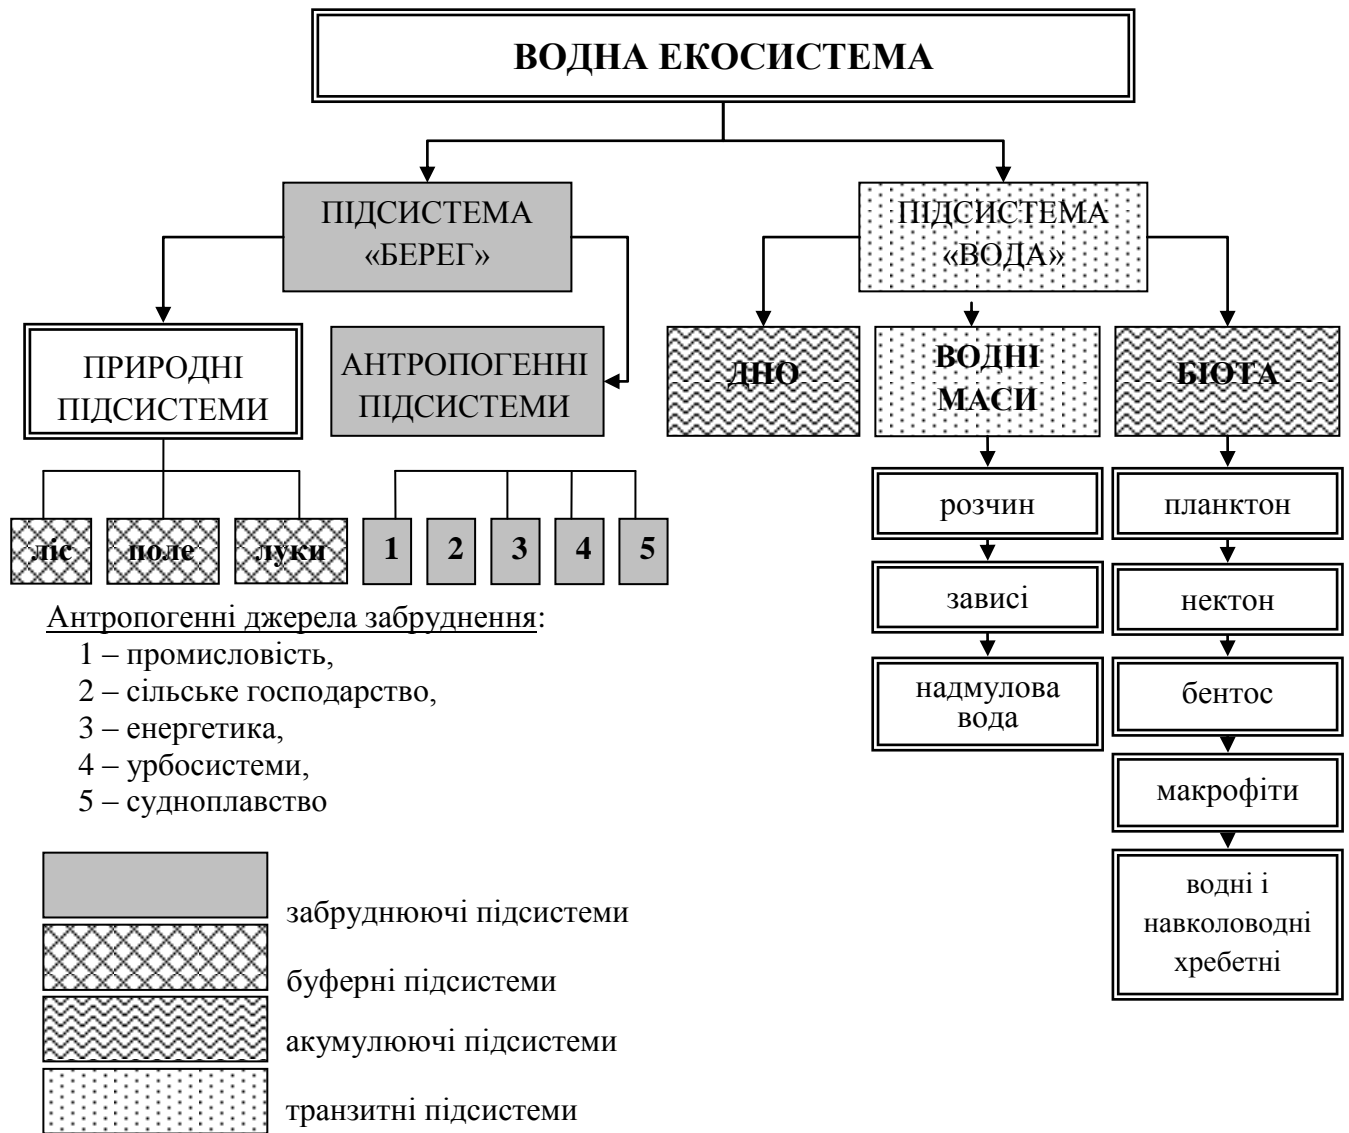 ВОДНА ЕКОСИСТЕМА
ПІДСИСТЕМА
«БЕРЕГ»
ПІДСИСТЕМА
«ВОДА»
ПРИРОДНІ
ПІДСИСТЕМИ
АНТРОПОГЕННІ
ПІДСИСТЕМИ
ДНО
ВОДНІ
МАСИ
БІОТА
ліс
поле
луки
1
2
3
4
5
розчин
зависі
надмулова
вода
планктон
нектон
бентос
макрофіти
водні і
навколоводні
хребетні
Антропогенні джерела забруднення:
1 – промисловість,
2 – сільське господарство,
3 – енергетика,
4 – урбосистеми,
5 – судноплавство
забруднюючі підсистеми
буферні підсистеми
акумулюючі підсистеми
транзитні підсистеми